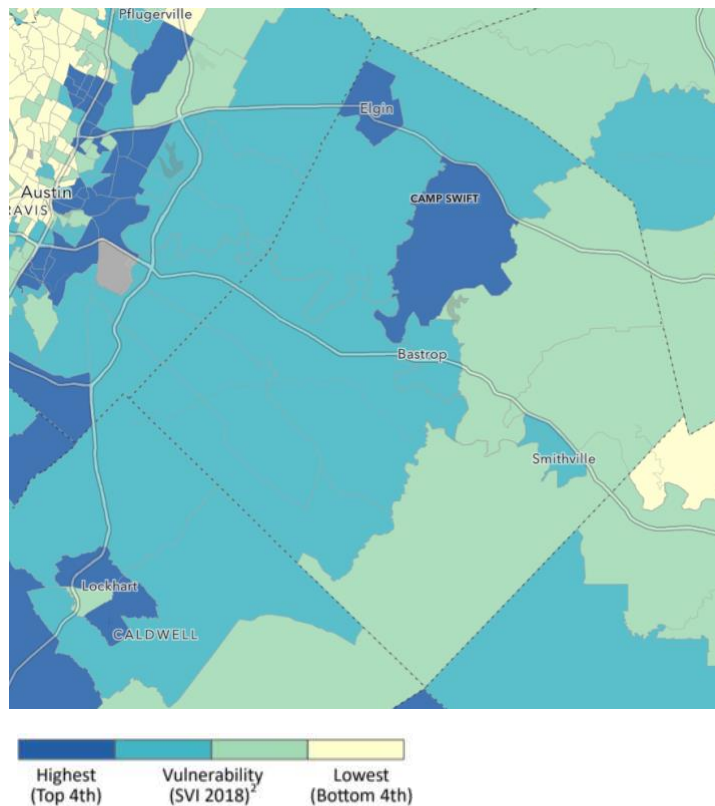 Pflugerville
Elgin
Austin
RAVIS
CAMP SWIFT
Bastrop
Smithville
Lockhart
CALDWELL
Highest
(Top 4th)
Vulnerability
(SVI 2018)²
Lowest
(Bottom 4th)